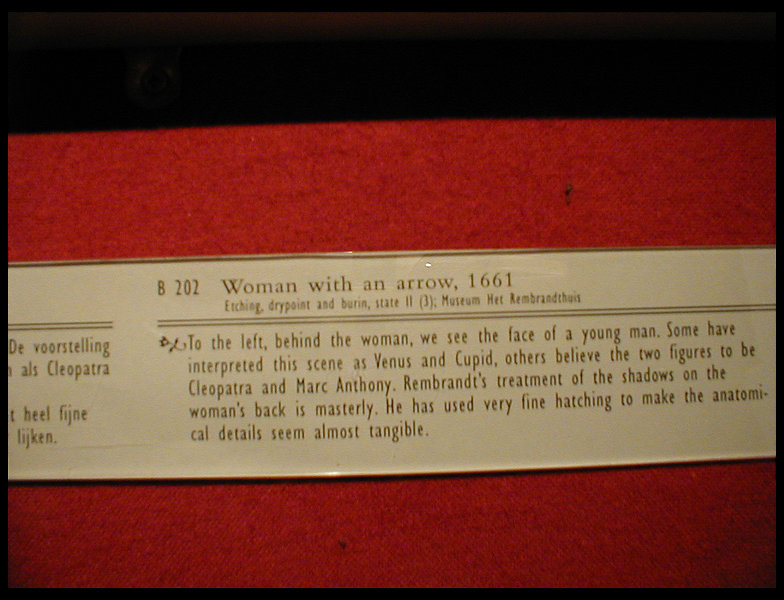 De voorstelling
als Cleopatra
t heel fijne
lijken.
B 202 Woman with an arrow, 1661
Etching, drypoint and burin, state II (3); Museum Het Rembrandthuis
To the left, behind the woman, we see the face of a young man. Some have
interpreted this scene as Venus and Cupid, others believe the two figures to be
Cleopatra and Marc Anthony. Rembrandt's treatment of the shadows on the
woman's back is masterly. He has used very fine hatching to make the anatomi-
cal details seem almost tangible.